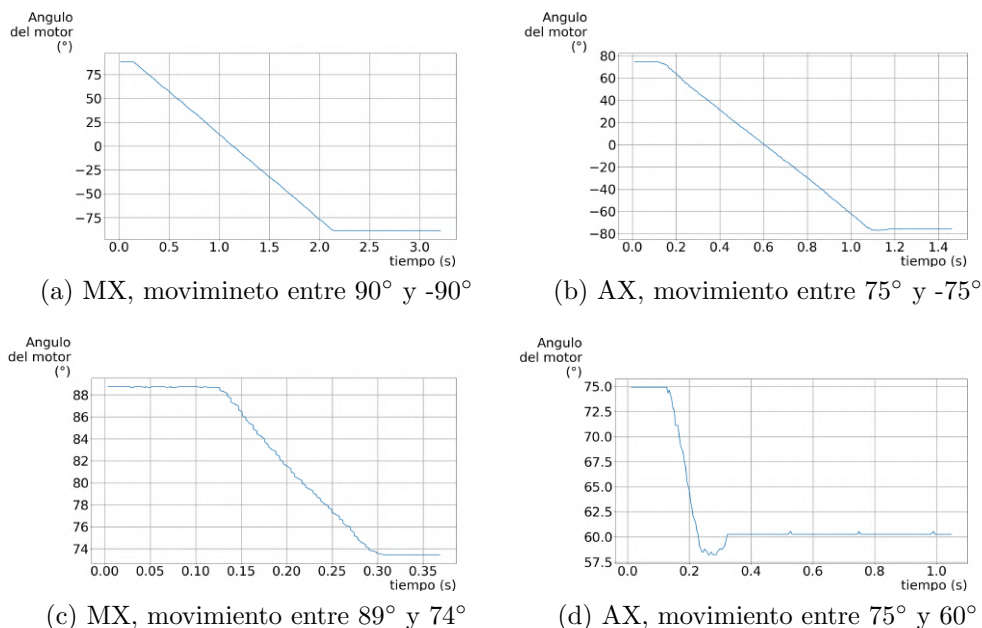 Angulo
del motor
(°)
75
50
25
0
−25
−50
−75
0.0 0.5 1.0 1.5 2.0 2.5 3.0
tiempo (s)
(a) MX, movimineto entre 90° y -90°
Angulo
del motor
(°)
80
60
40
20
0
−20
−40
−60
−80
0.0 0.2 0.4 0.6 0.8 1.0 1.2 1.4
tiempo (s)
(b) AX, movimiento entre 75° y -75°
Angulo
del motor
(°)
88
86
84
82
80
78
76
74
0.00 0.05 0.10 0.15 0.20 0.25 0.30 0.35
tiempo (s)
(c) MX, movimiento entre 89° y 74°
Angulo
del motor
(°)
75.0
72.5
70.0
67.5
65.0
62.5
60.0
57.5
0.0 0.2 0.4 0.6 0.8 1.0
tiempo (s)
(d) AX, movimiento entre 75° y 60°